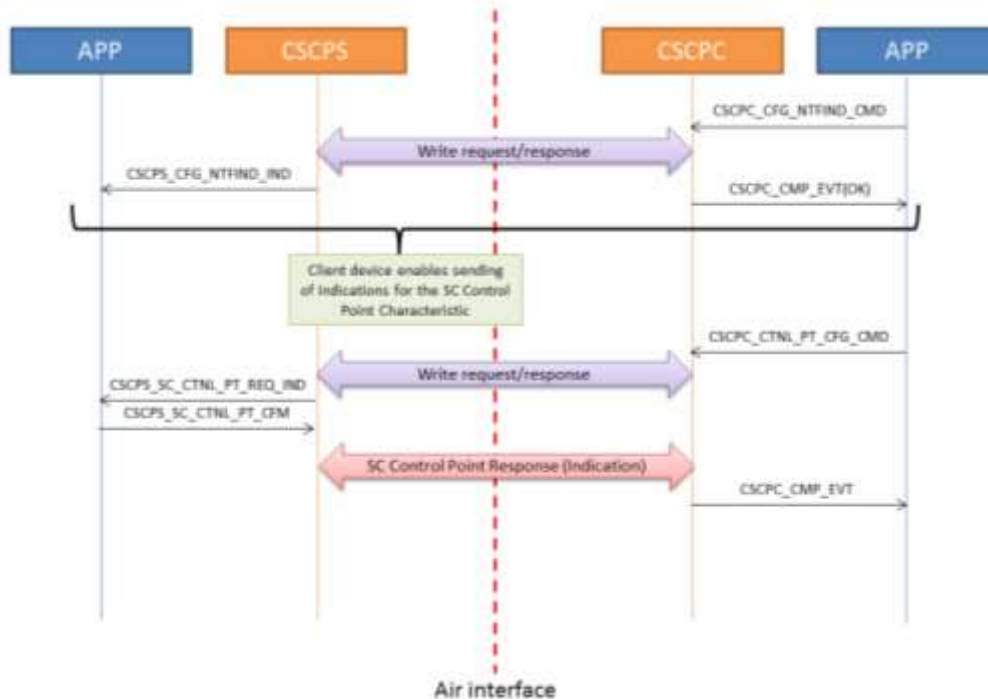 APP
CSCPS
CSCPC
APP
CSCPC_CFG_NTFIND_CMD
Write request/response
CSCPS_CFG_NTFIND_IND
CSCPC_CMP_EVT(OK)
Client device enables sending
of Indications for the SC Control
Point Characteristic
CSCPC_CTNL_PT_CFG_CMD
Write request/response
CSCPS_SC_CTNL_PT_REQ_IND
CSCPS_SC_CTNL_PT_CFM
SC Control Point Response (Indication)
CSCPC_CMP_EVT
Air interface